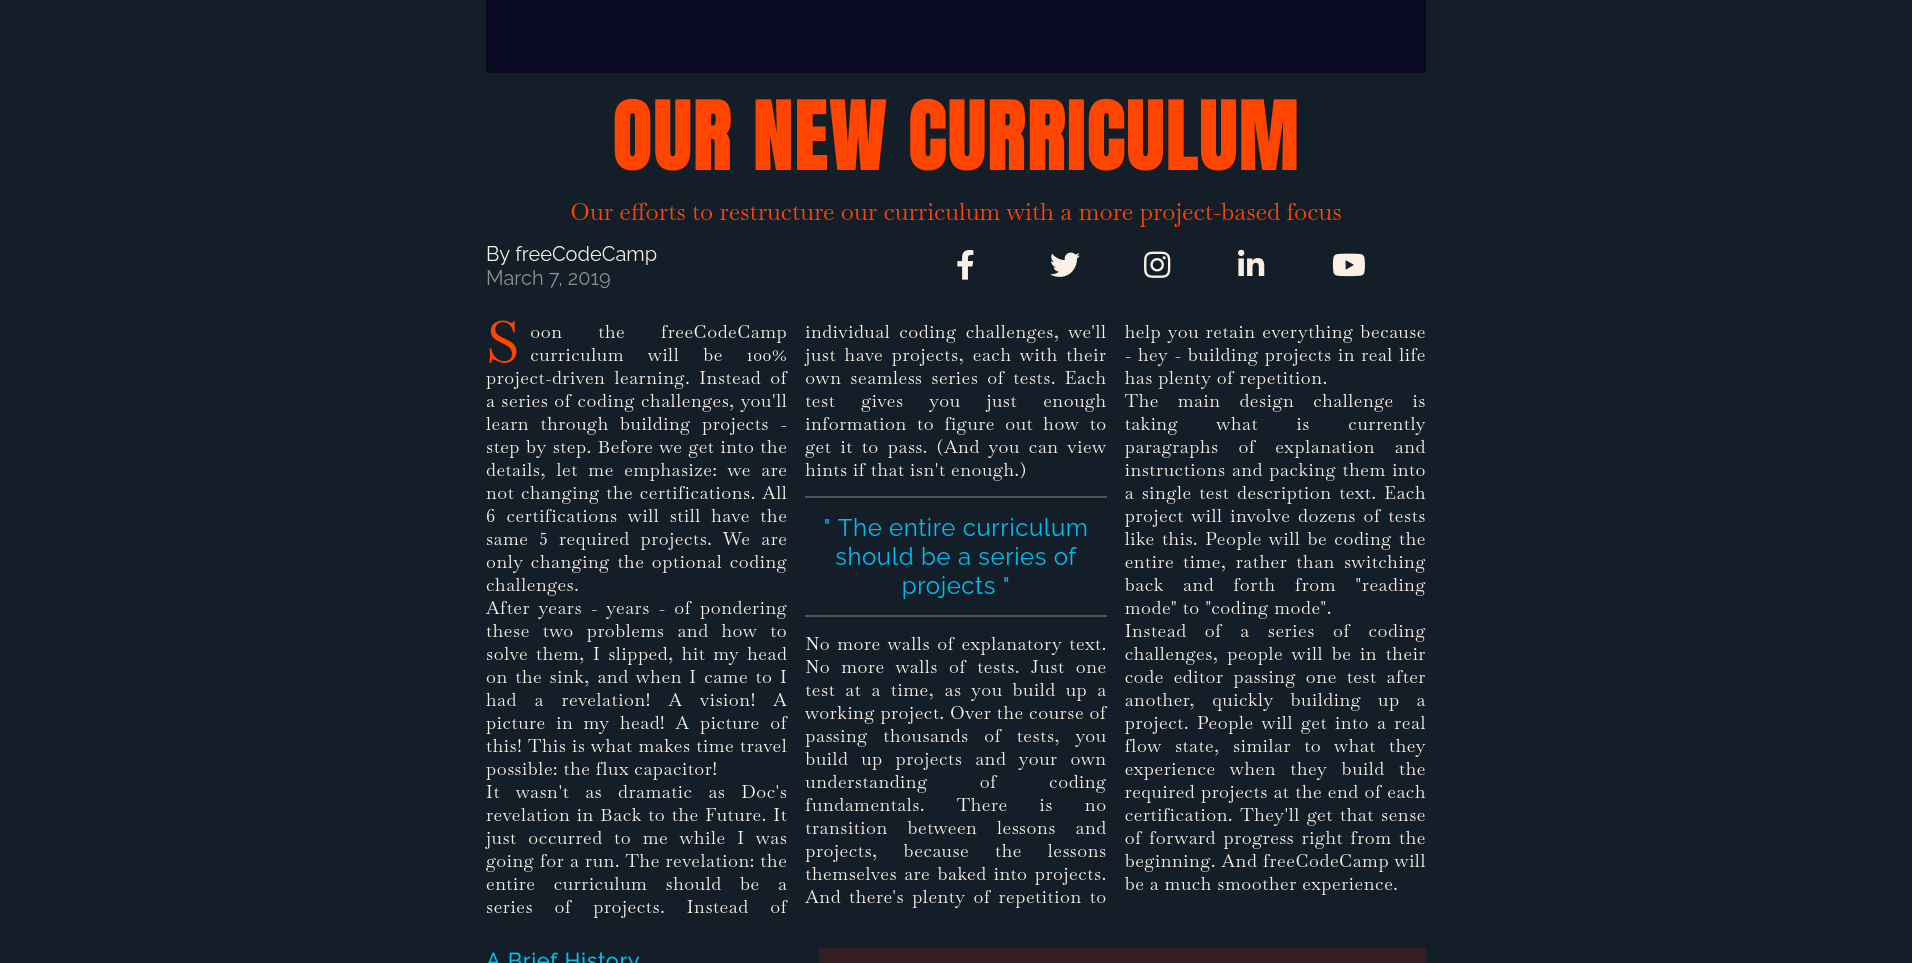 OUR NEW CURRICULUM
Our efforts to restructure our curriculum with a more project-based focus
By freeCodeCamp
March 7, 2019
Soon the freeCodeCamp
curriculum will be 100%
project-driven learning. Instead of
a series of coding challenges, you'll
learn through building projects -
step by step. Before we get into the
details, let me emphasize: we are
not changing the certifications. All
6 certifications will still have the
same 5 required projects. We are
only changing the optional coding
challenges.
After years - years - of pondering
these two problems and how to
solve them, I slipped, hit my head
on the sink, and when I came to I
had a revelation! A vision! A
picture in my head! A picture of
this! This is what makes time travel
possible: the flux capacitor!
It wasn't as dramatic as Doc's
revelation in Back to the Future. It
just occurred to me while I was
going for a run. The revelation: the
entire curriculum should be a
series of projects. Instead of
individual coding challenges, we'll
just have projects, each with their
own seamless series of tests. Each
test gives you just enough
information to figure out how to
get it to pass. (And you can view
hints if that isn't enough.)
" The entire curriculum
should be a series of
projects "
No more walls of explanatory text.
No more walls of tests. Just one
test at a time, as you build up a
working project. Over the course of
passing thousands of tests, you
build up projects and your own
understanding of coding
fundamentals. There is no
transition between lessons and
projects, because the lessons
themselves are baked into projects.
And there's plenty of repetition to
help you retain everything because
- hey - building projects in real life
has plenty of repetition.
The main design challenge is
taking what is currently
paragraphs of explanation and
instructions and packing them into
a single test description text. Each
project will involve dozens of tests
like this. People will be coding the
entire time, rather than switching
back and forth from "reading
mode" to "coding mode".
Instead of a series of coding
challenges, people will be in their
code editor passing one test after
another, quickly building up a
project. People will get into a real
flow state, similar to what they
experience when they build the
required projects at the end of each
certification. They'll get that sense
of forward progress right from the
beginning. And freeCodeCamp will
be a much smoother experience.
A Brief History